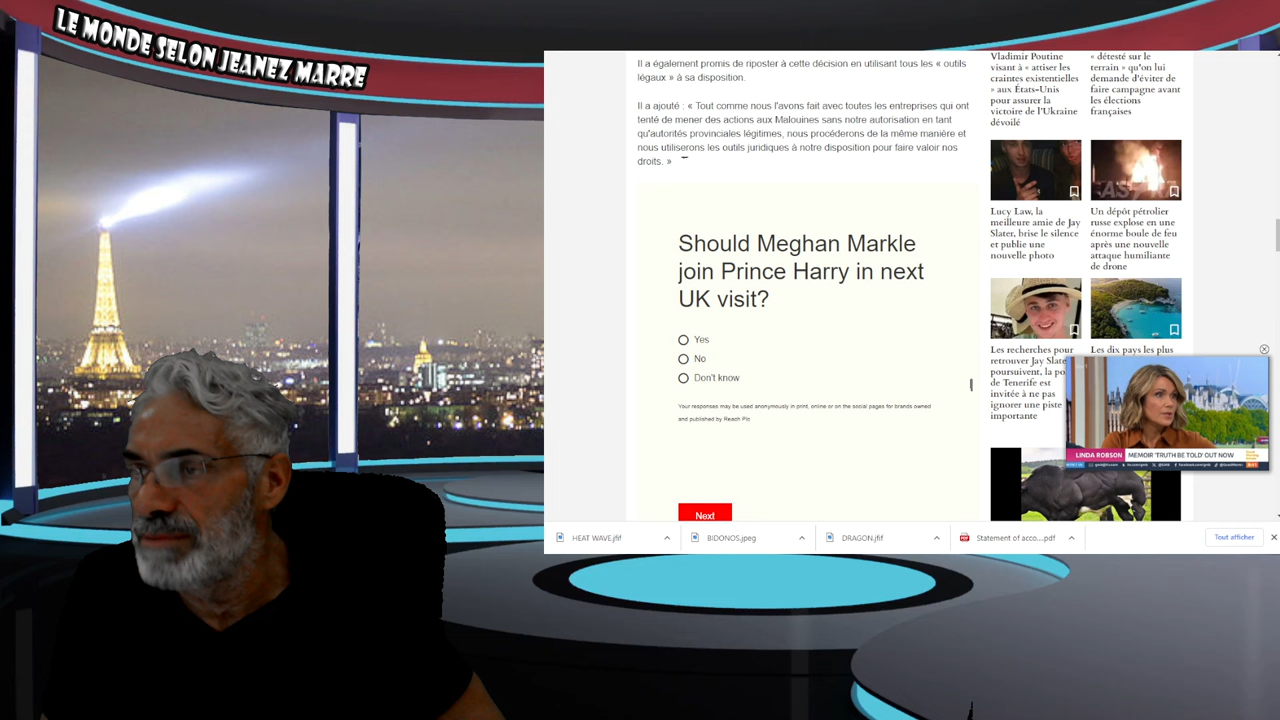 LE MONDE SELON JEANEZ MARRE
Il a également promis de riposter à cette décision en utilisant tous les « outils
légaux » à sa disposition.
Il a ajouté : « Tout comme nous l'avons fait avec toutes les entreprises qui ont
tenté de mener des actions aux Malouines sans notre autorisation en tant
qu'autorités provinciales légitimes, nous procéderons de la même manière et
nous utiliserons les outils juridiques à notre disposition pour faire valoir nos
droits. »
Should Meghan Markle
join Prince Harry in next
UK visit?
Yes
No
Don't know
Your responses may be used anonymously in print, online or on the social pages for brands owned
and published by Reach Plc
Next
Vladimir Poutine
visant à « attiser les
craintes existentielles
» aux États-Unis
pour assurer la
victoire de l'Ukraine
dévoilé
« détesté sur le
terrain » qu'on lui
demande d'éviter de
faire campagne avant
les élections
françaises
Lucy Law, la
meilleure amie de Jay
Slater, brise le silence
et publie une
nouvelle photo
Un dépôt pétrolier
russe explose en une
énorme boule de feu
après une nouvelle
attaque humiliante
de drone
Les recherches pour
retrouver Jay Slate
poursuivent, la po
de Tenerife est
invitée à ne pas
ignorer une piste
importante
Les dix pays les plus
LINDA ROBSON MEMOIR 'TRUTH BE TOLD' OUT NOW
HEAT WAVE.jfif
BIDONOS.jpeg
DRAGON.jfif
Statement of acco....pdf
Tout afficher